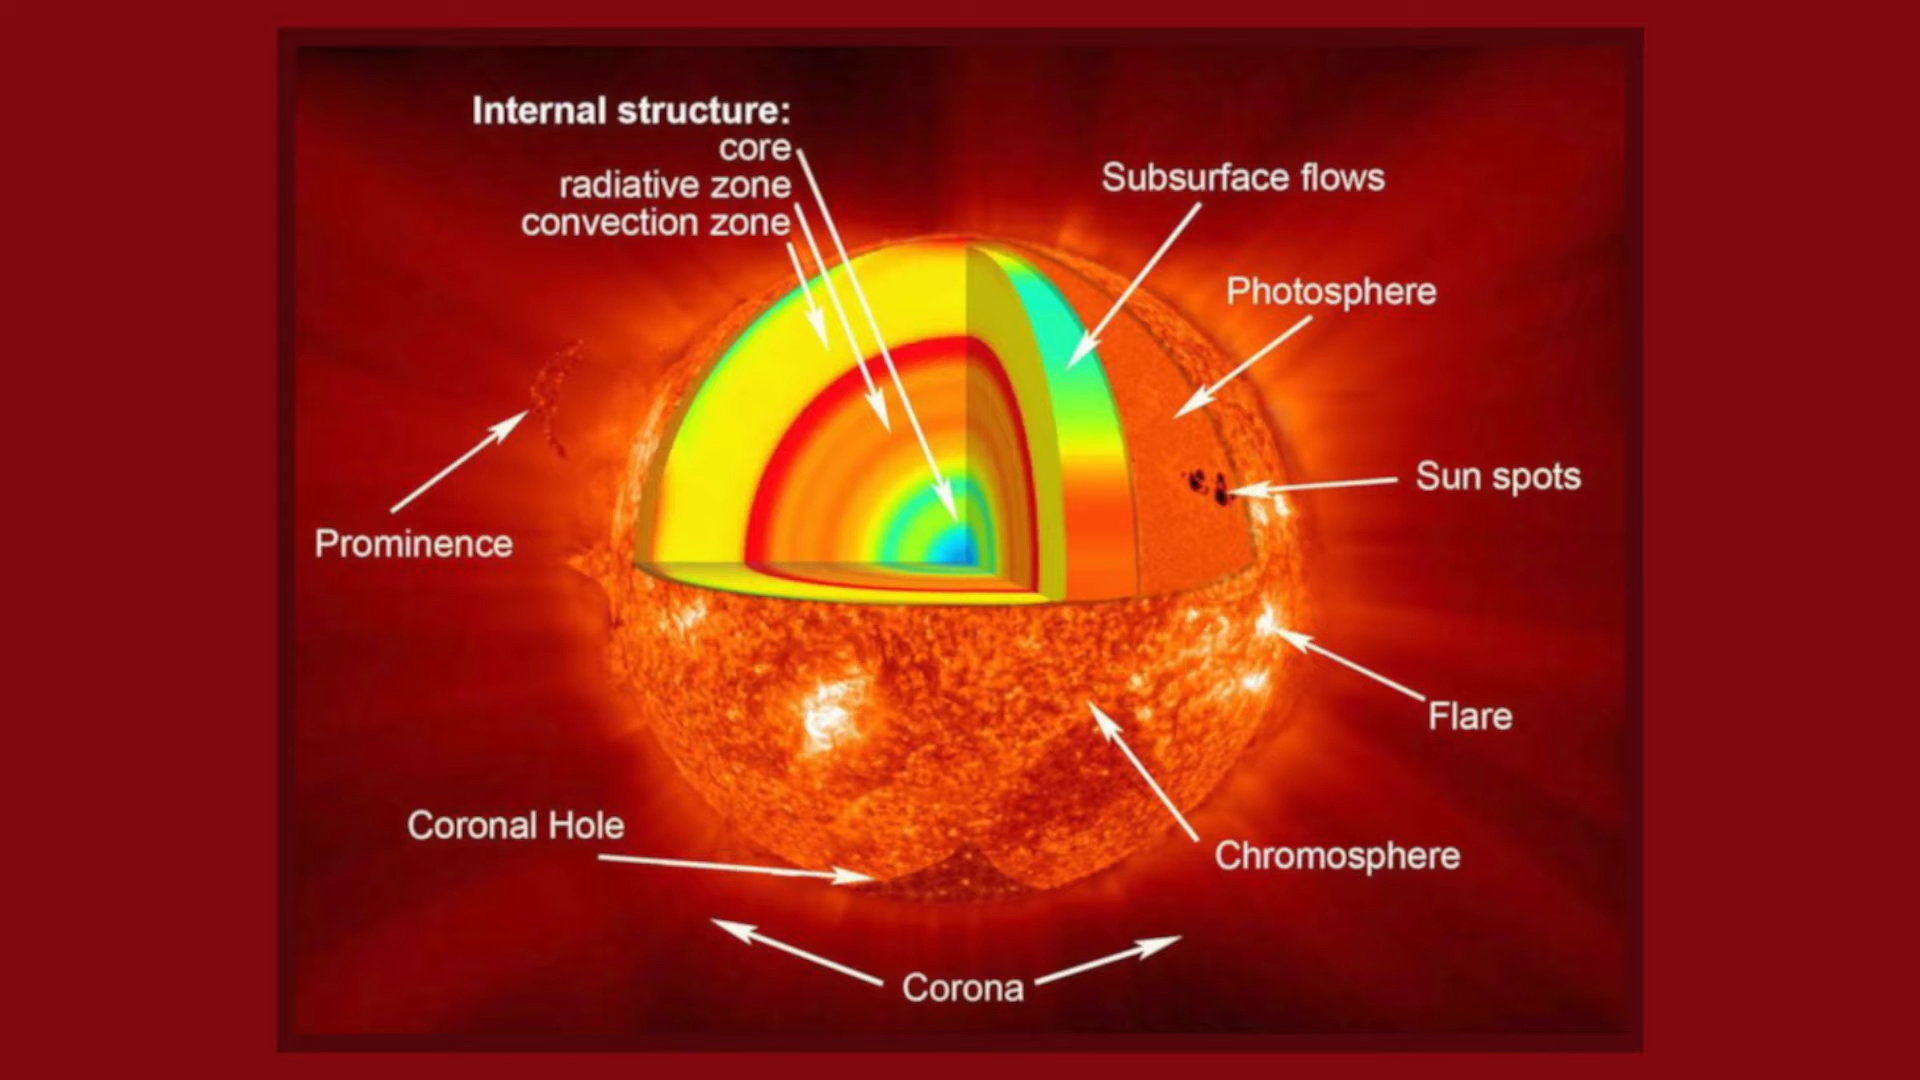 Internal structure:
core
radiative zone
convection zone
Subsurface flows
Photosphere
Sun spots
Prominence
Flare
Coronal Hole
Chromosphere
Corona